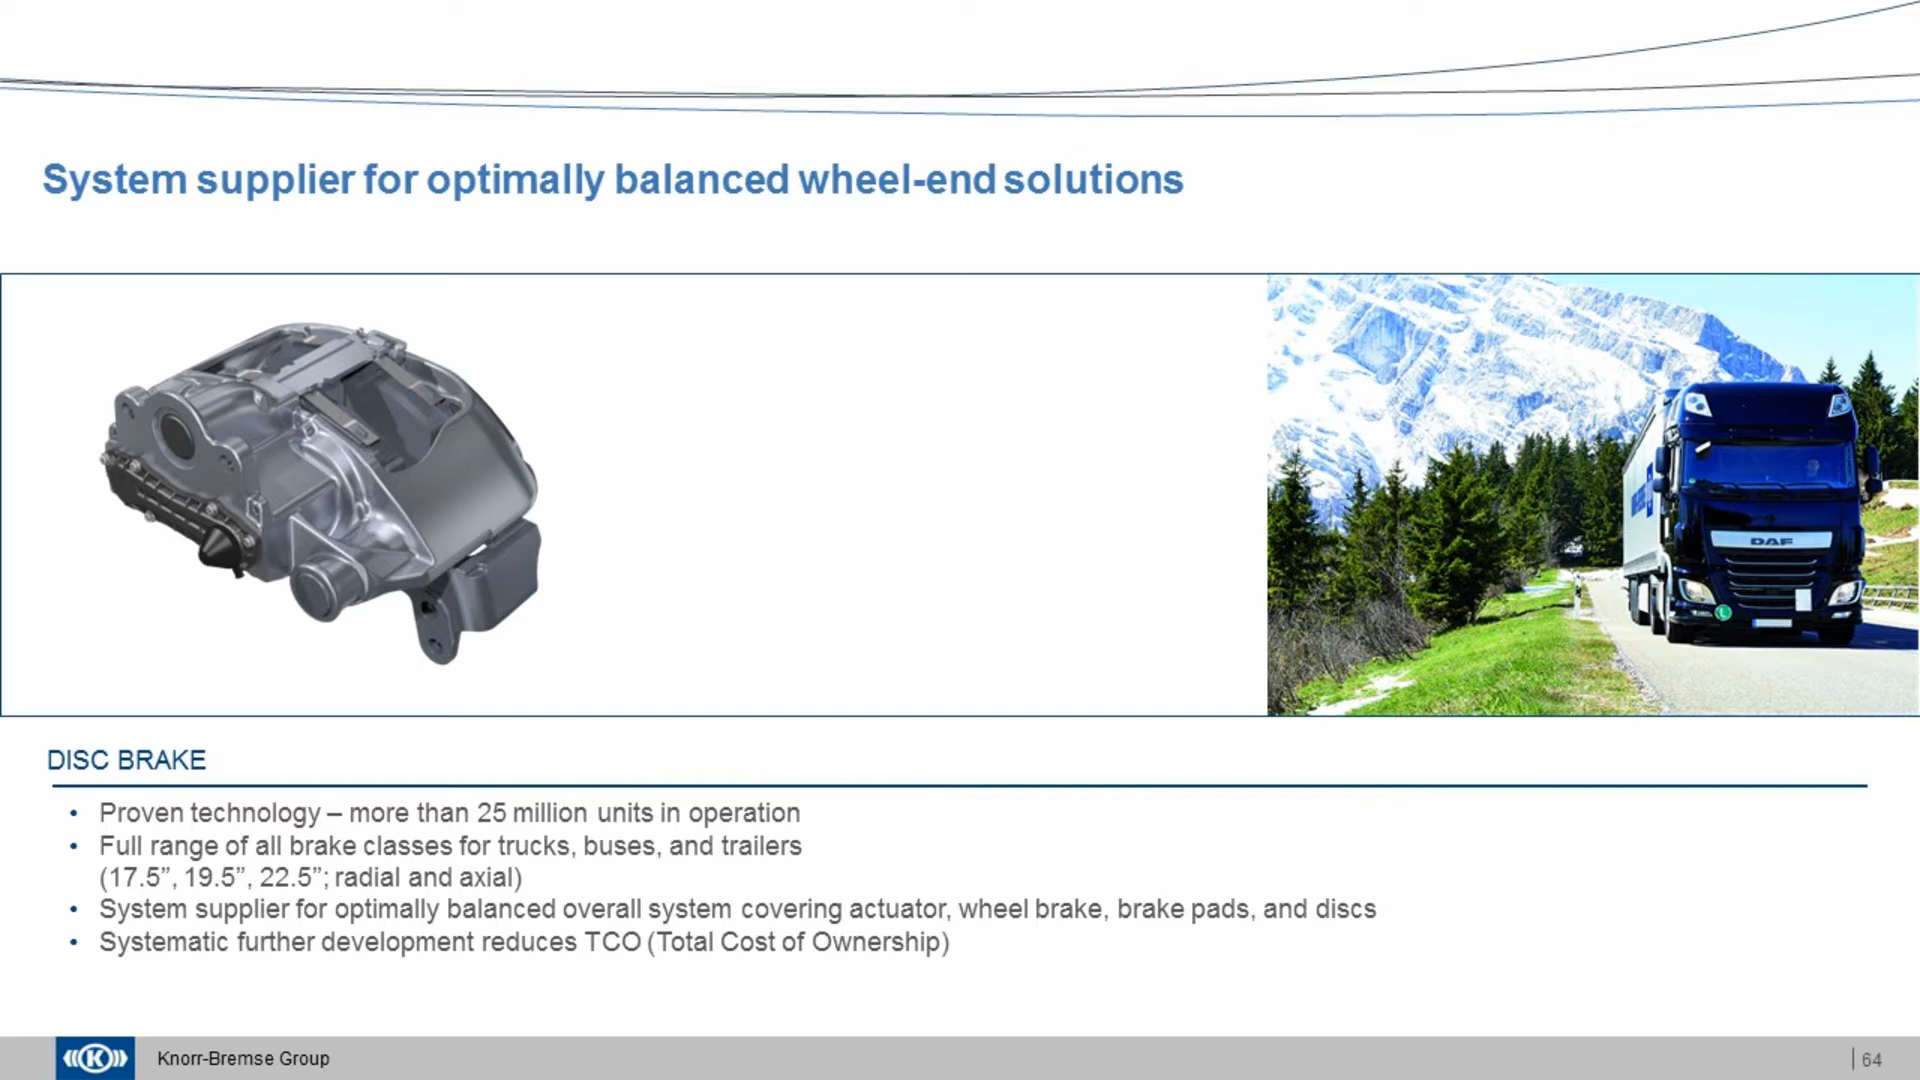 System supplier for optimally balanced wheel-end solutions
DAF
DISC BRAKE
• Proven technology – more than 25 million units in operation
• Full range of all brake classes for trucks, buses, and trailers
(17.5”, 19.5”, 22.5”; radial and axial)
• System supplier for optimally balanced overall system covering actuator, wheel brake, brake pads, and discs
• Systematic further development reduces TCO (Total Cost of Ownership)
K
Knorr-Bremse Group
64